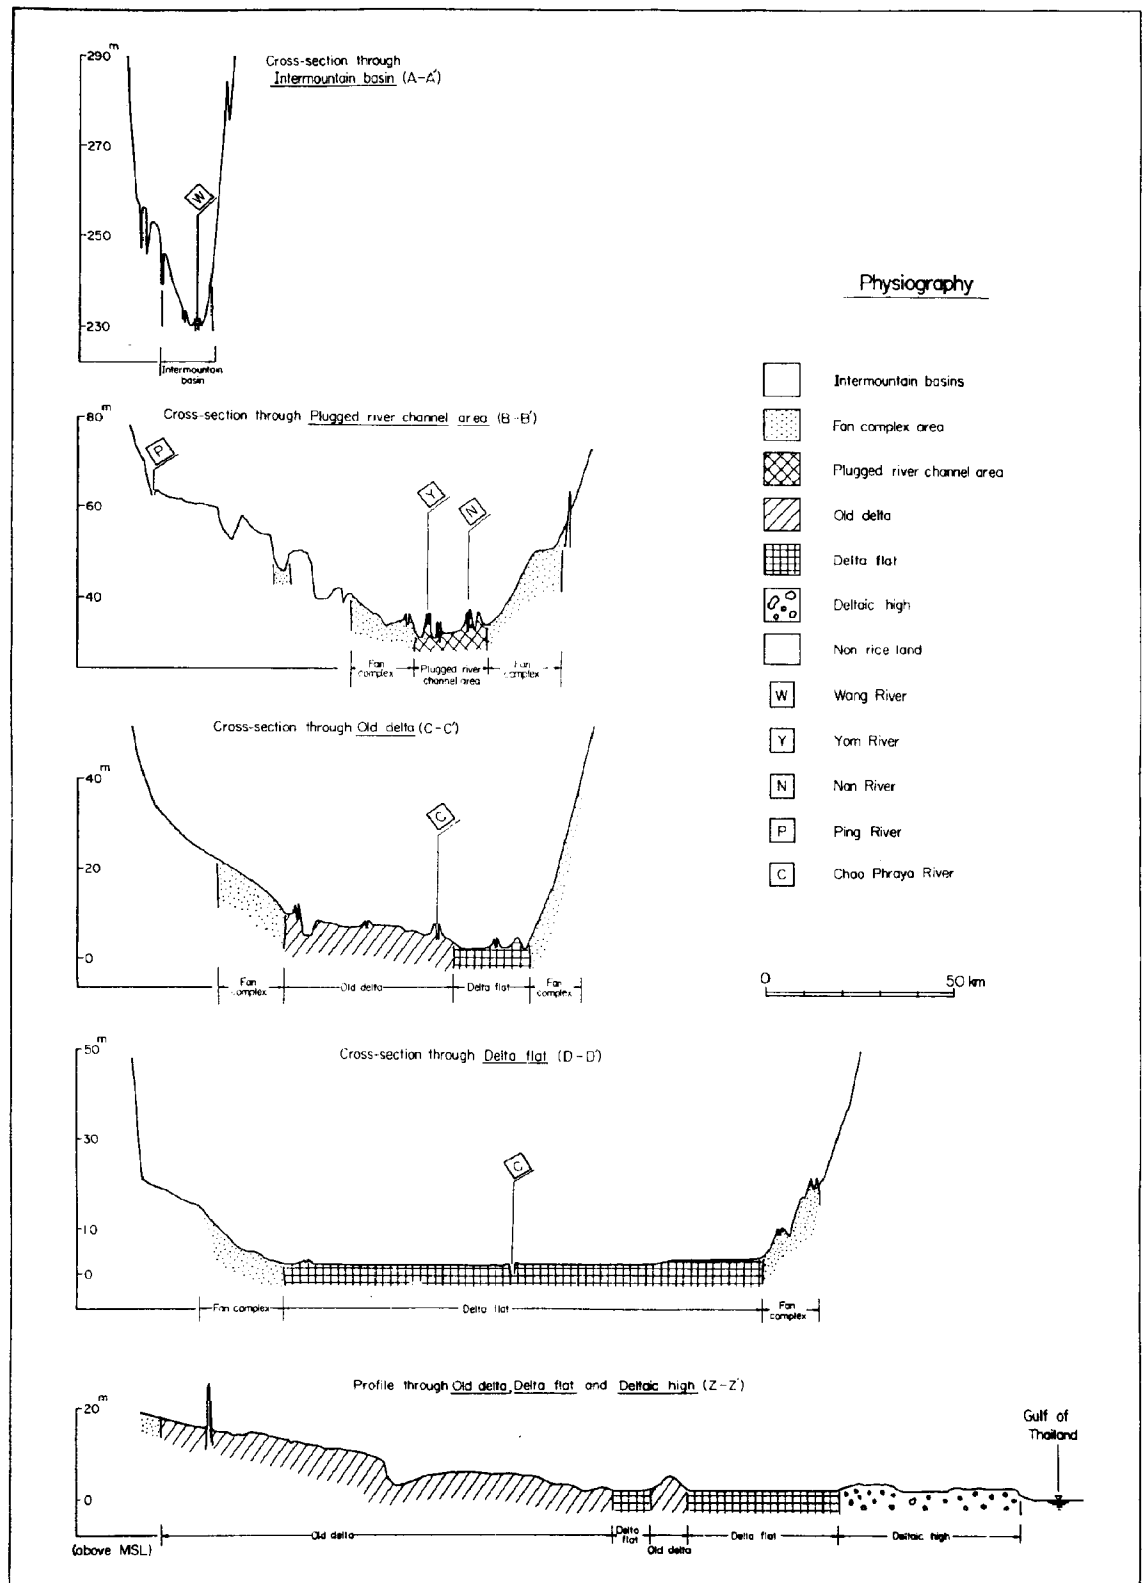 290 m
Cross-section through
Intermountain basin (A-A')
270
W
250
230
Intermountain
basin
Physiography
Intermountain basins
Fan complex area
Plugged river channel area
Old delta
Delta flat
Deltaic high
Non rice land
W Wang River
Y Yom River
N Nan River
P Ping River
C Chao Phraya River
0 50 km
80 m
Cross-section through Plugged river channel area (B-B')
P
Y
N
60
40
Fan
complex
Plugged river
channel area
Fan
complex
Cross-section through Old delta (C-C')
40 m
C
20
0
Fan
complex
Old delta
Delta flat
Fan
complex
50 m
Cross-section through Delta flat (D-D')
30
C
10
0
Fan complex
Delta flat
Fan
complex
Profile through Old delta, Delta flat and Deltaic high (Z-Z')
20 m
Gulf of
Thailand
0
(above MSL)
Old delta
Delta
flat
Old delta
Delta flat
Deltaic high